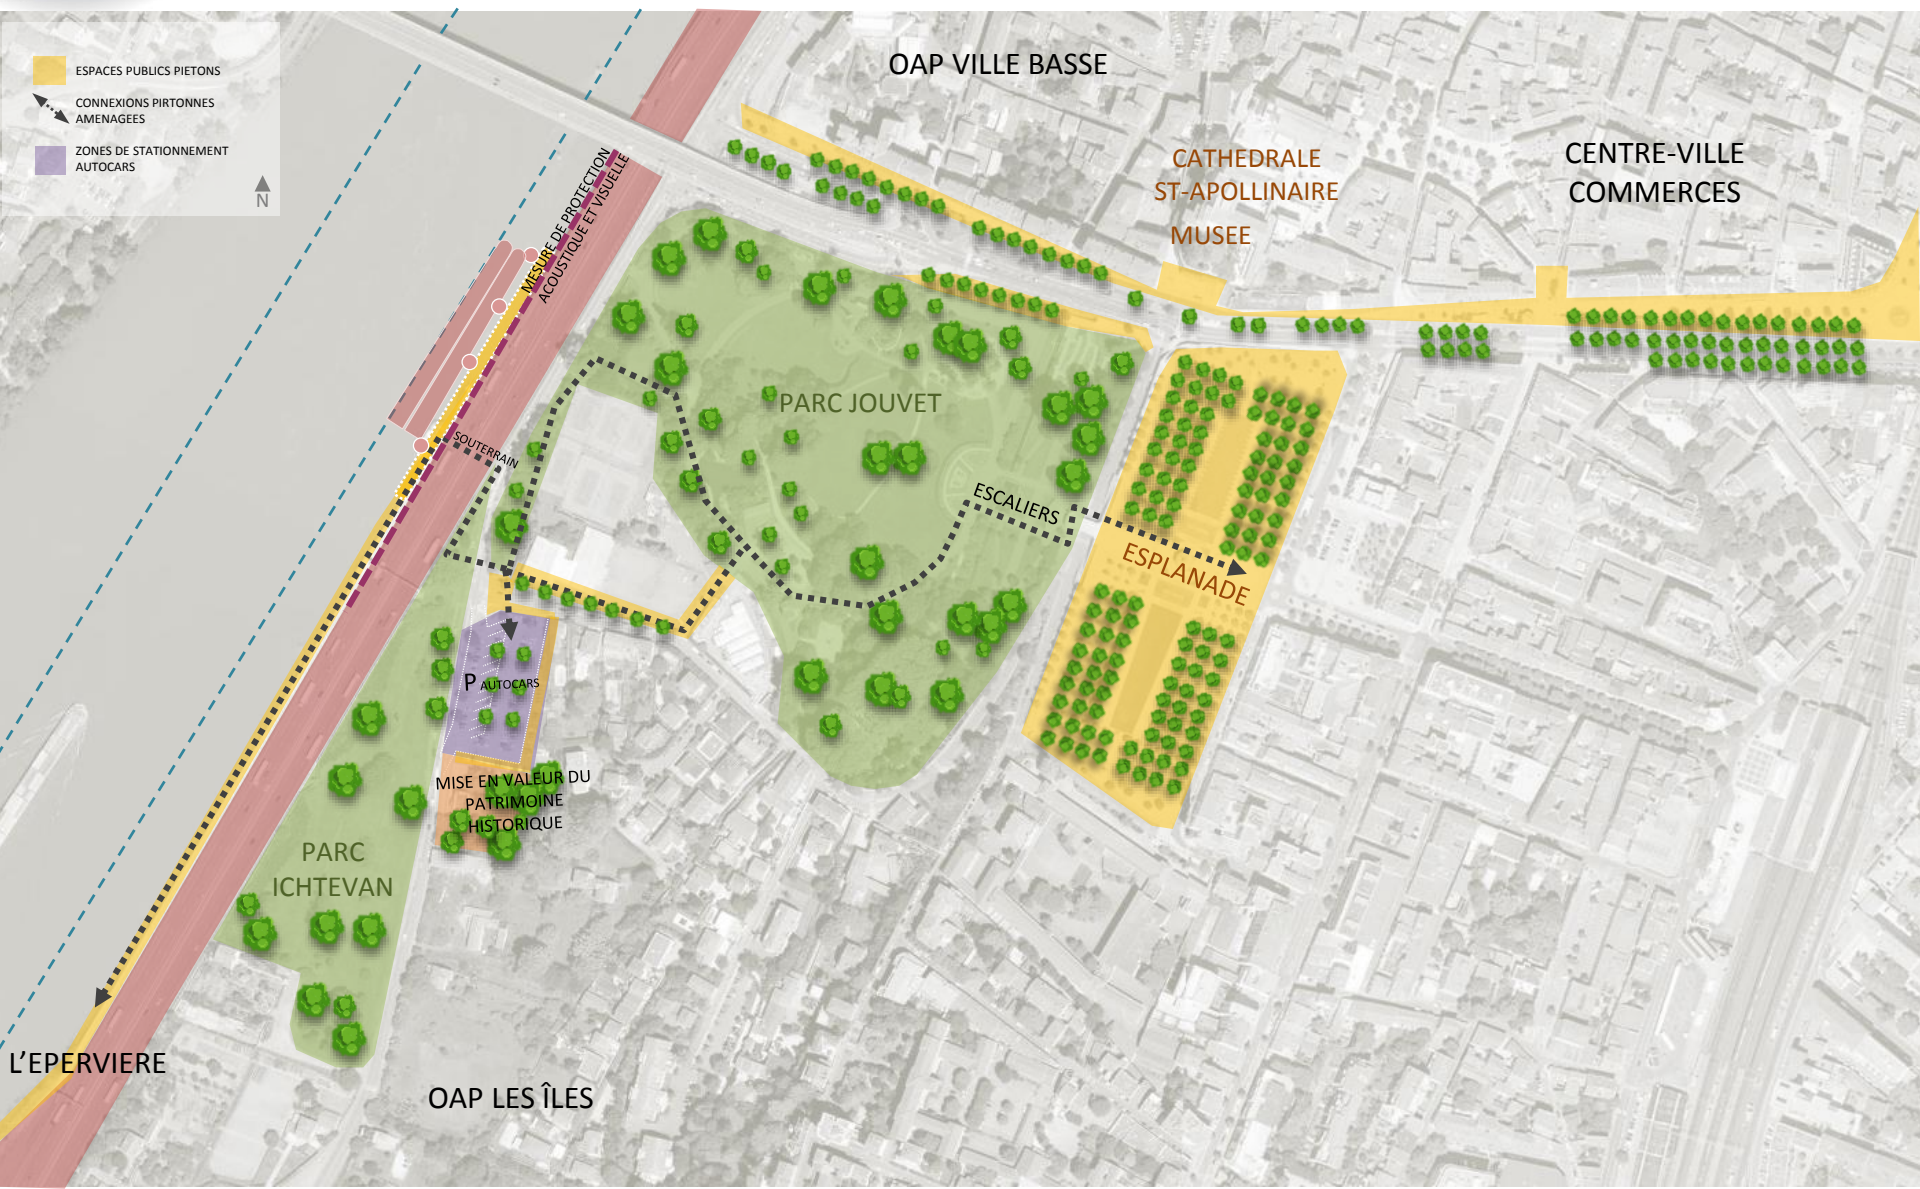 ESPACES PUBLICS PIETONS
CONNEXIONS PIRTONNES
AMENAGEES
ZONES DE STATIONNEMENT
AUTOCARS
N
OAP VILLE BASSE
CATHEDRALE
ST-APOLLINAIRE
MUSEE
CENTRE-VILLE
COMMERCES
MESURE DE PROTECTION
ACOUSTIQUE ET VISUELLE
SOUTERRAIN
PARC JOUVET
ESCALIERS
ESPLANADE
P AUTOCARS
MISE EN VALEUR DU
PATRIMOINE
HISTORIQUE
PARC
ICHTEVAN
L'EPERVIERE
OAP LES ÎLES